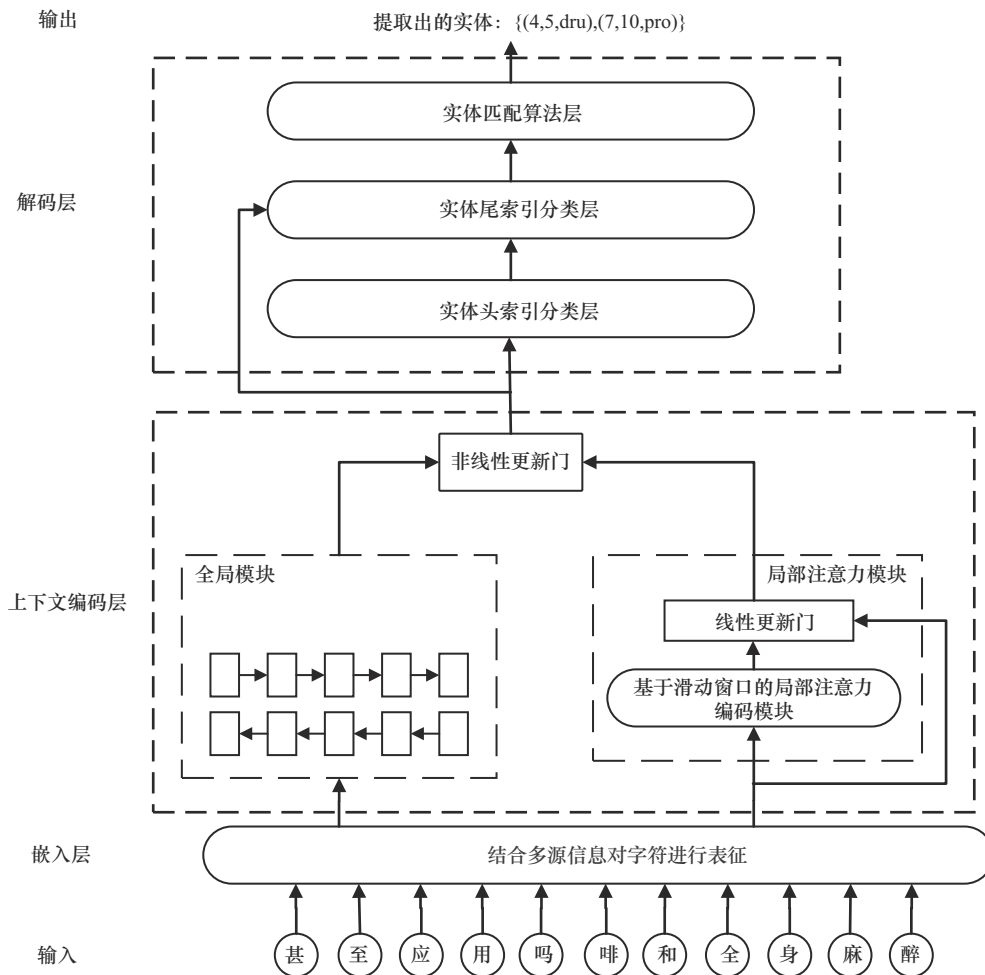 输出
提取出的实体：{(4,5,dru),(7,10,pro)}
实体匹配算法层
解码层
实体尾索引分类层
实体头索引分类层
非线性更新门
全局模块
局部注意力模块
上下文编码层
线性更新门
基于滑动窗口的局部注意力
编码模块
嵌入层
结合多源信息对字符进行表征
输入
甚 至 应 用 吗 啡 和 全 身 麻 醉